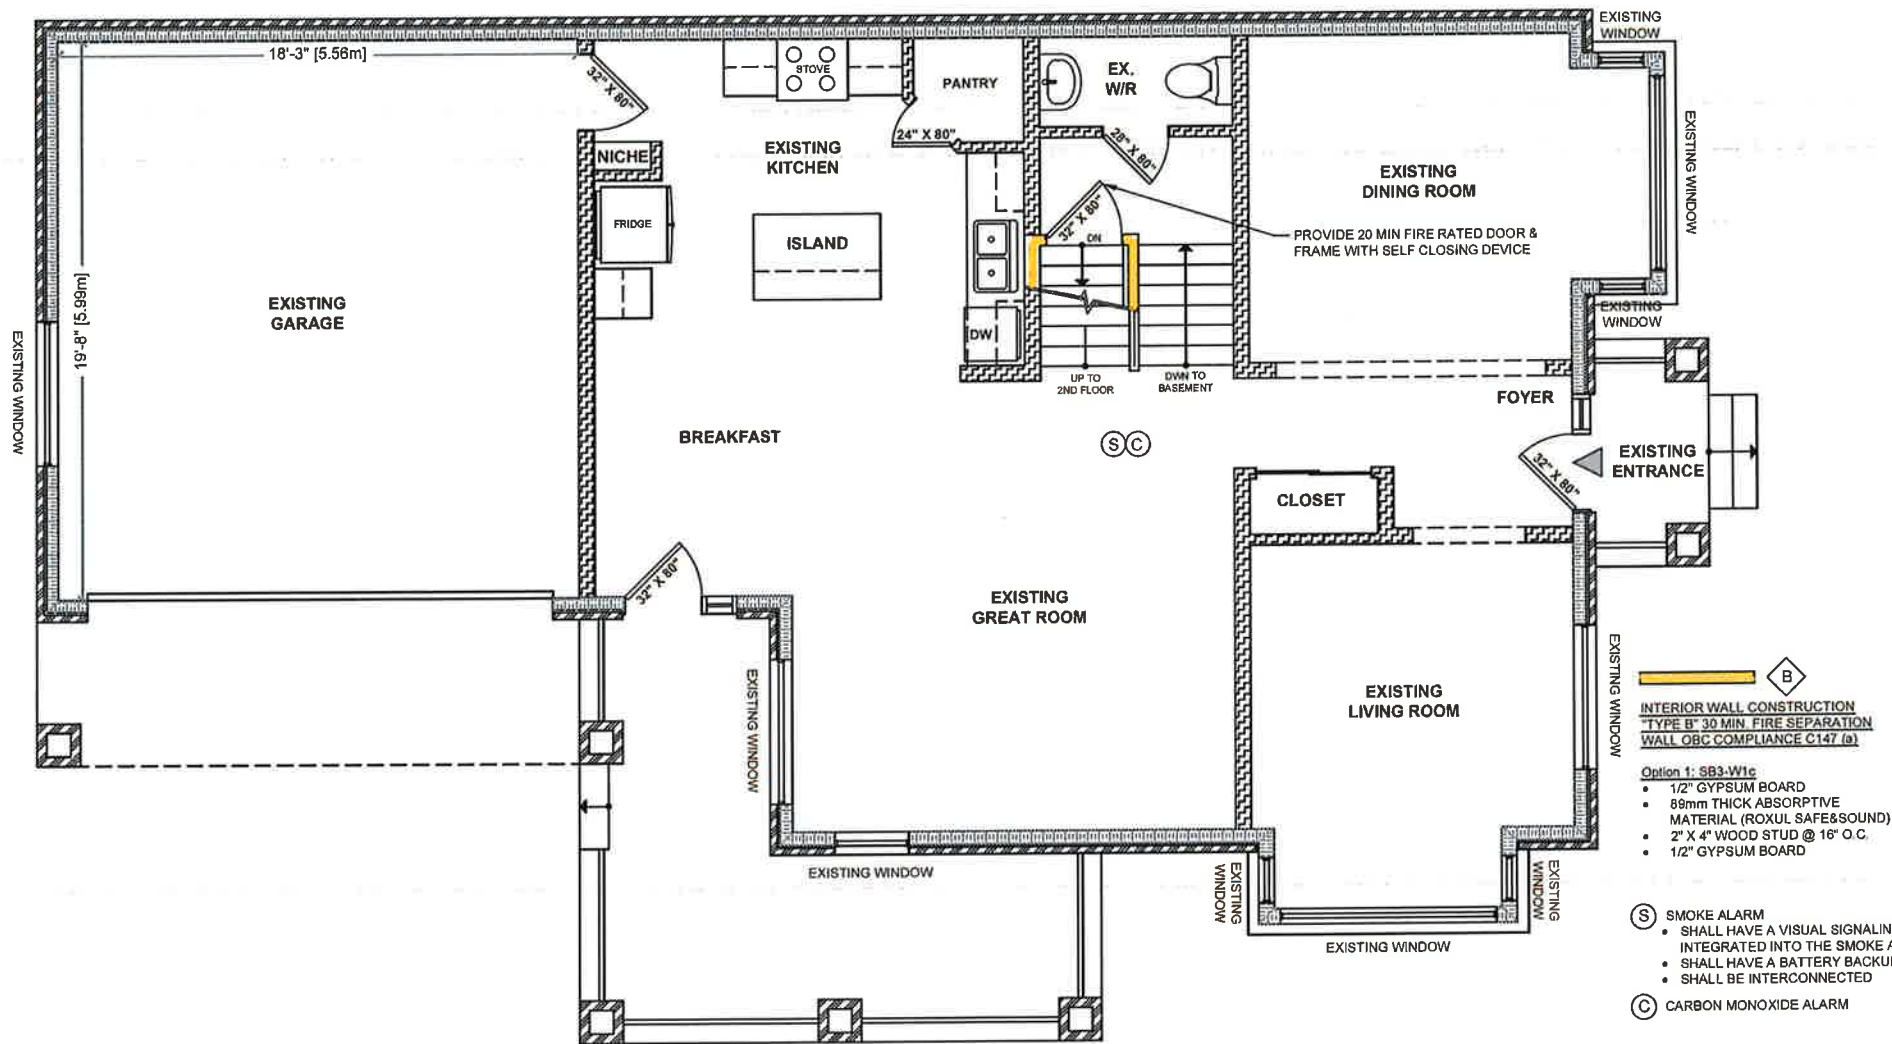 EXISTING
WINDOW
18'-3" [5.56m]
32" X 80"
STOVE
PANTRY
EX.
W/R
24" X 80"
28" X 80"
EXISTING WINDOW
NICHE
EXISTING
KITCHEN
EXISTING
DINING ROOM
FRIDGE
ISLAND
32" X 80"
DN
PROVIDE 20 MIN FIRE RATED DOOR &
FRAME WITH SELF CLOSING DEVICE
19'-8" [5.99m]
EXISTING
GARAGE
EXISTING
WINDOW
EXISTING WINDOW
DW
UP TO
2ND FLOOR
DWN TO
BASEMENT
FOYER
BREAKFAST
S C
EXISTING
ENTRANCE
32" X 80"
CLOSET
32" X 80"
EXISTING
GREAT ROOM
EXISTING WINDOW
EXISTING WINDOW
EXISTING
LIVING ROOM
B
INTERIOR WALL CONSTRUCTION
"TYPE B" 30 MIN. FIRE SEPARATION
WALL OBC COMPLIANCE C147 (a)
Option 1: SB3-W1c
• 1/2" GYPSUM BOARD
• 89mm THICK ABSORPTIVE
MATERIAL (ROXUL SAFE&SOUND)
• 2" X 4" WOOD STUD @ 16" O.C.
• 1/2" GYPSUM BOARD
EXISTING WINDOW
EXISTING
WINDOW
EXISTING
WINDOW
EXISTING WINDOW
S SMOKE ALARM
• SHALL HAVE A VISUAL SIGNALIN
INTEGRATED INTO THE SMOKE A
• SHALL HAVE A BATTERY BACKU
• SHALL BE INTERCONNECTED
C CARBON MONOXIDE ALARM